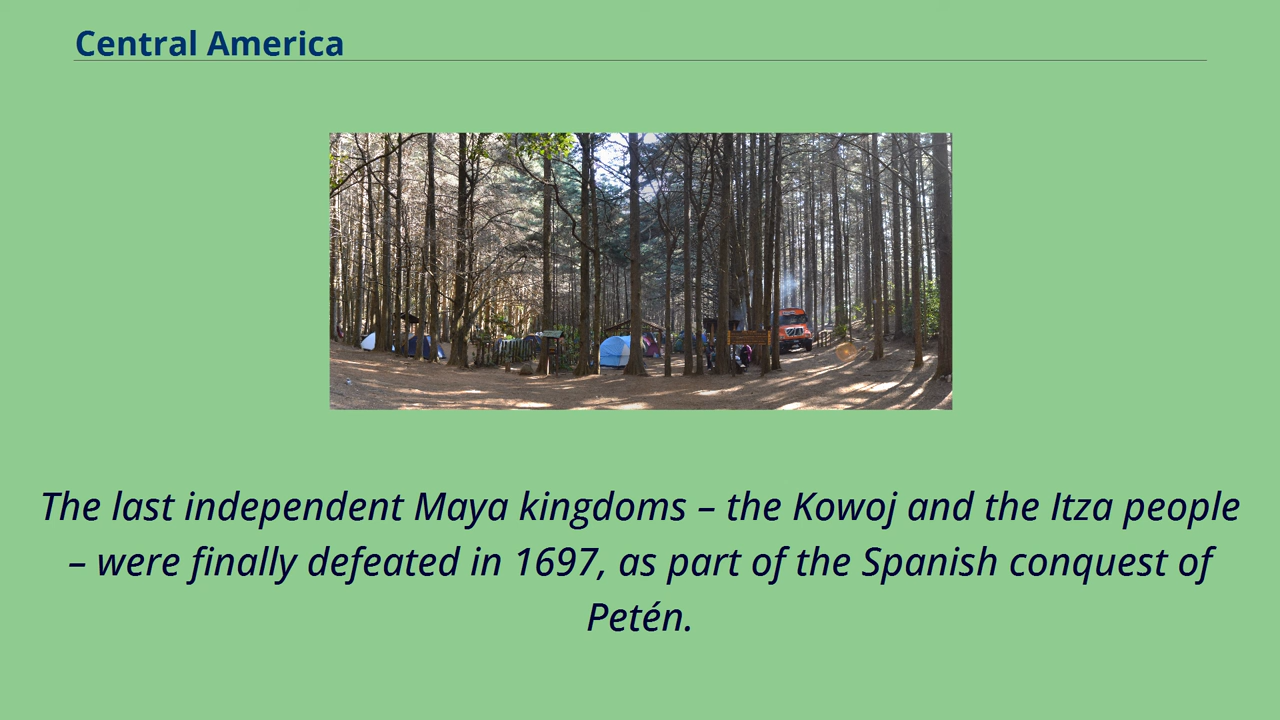 Central America
The last independent Maya kingdoms – the Kowoj and the Itza people
– were finally defeated in 1697, as part of the Spanish conquest of
Petén.